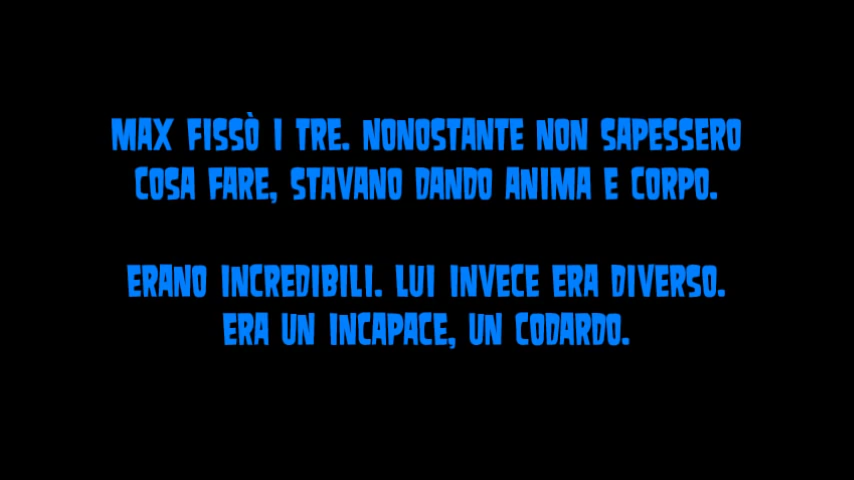 MAX FISSÒ I TRE. NONOSTANTE NON SAPESSERO
COSA FARE, STAVANO DANDO ANIMA E CORPO.
ERANO INCREDIBILI. LUI INVECE ERA DIVERSO.
ERA UN INCAPACE, UN CODARDO.